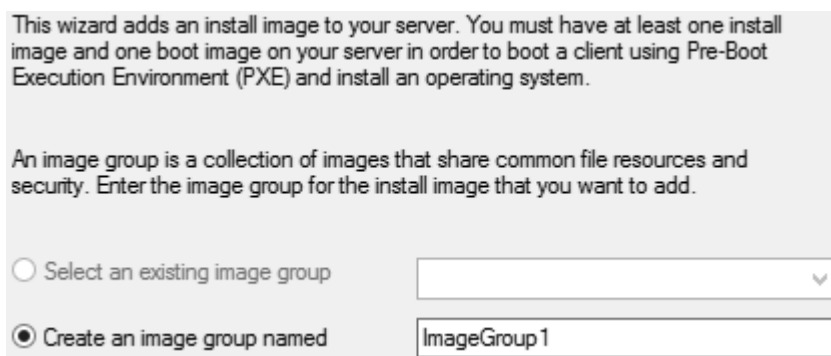 This wizard adds an install image to your server. You must have at least one install
image and one boot image on your server in order to boot a client using Pre-Boot
Execution Environment (PXE) and install an operating system.
An image group is a collection of images that share common file resources and
security. Enter the image group for the install image that you want to add.
Select an existing image group
Create an image group named ImageGroup1